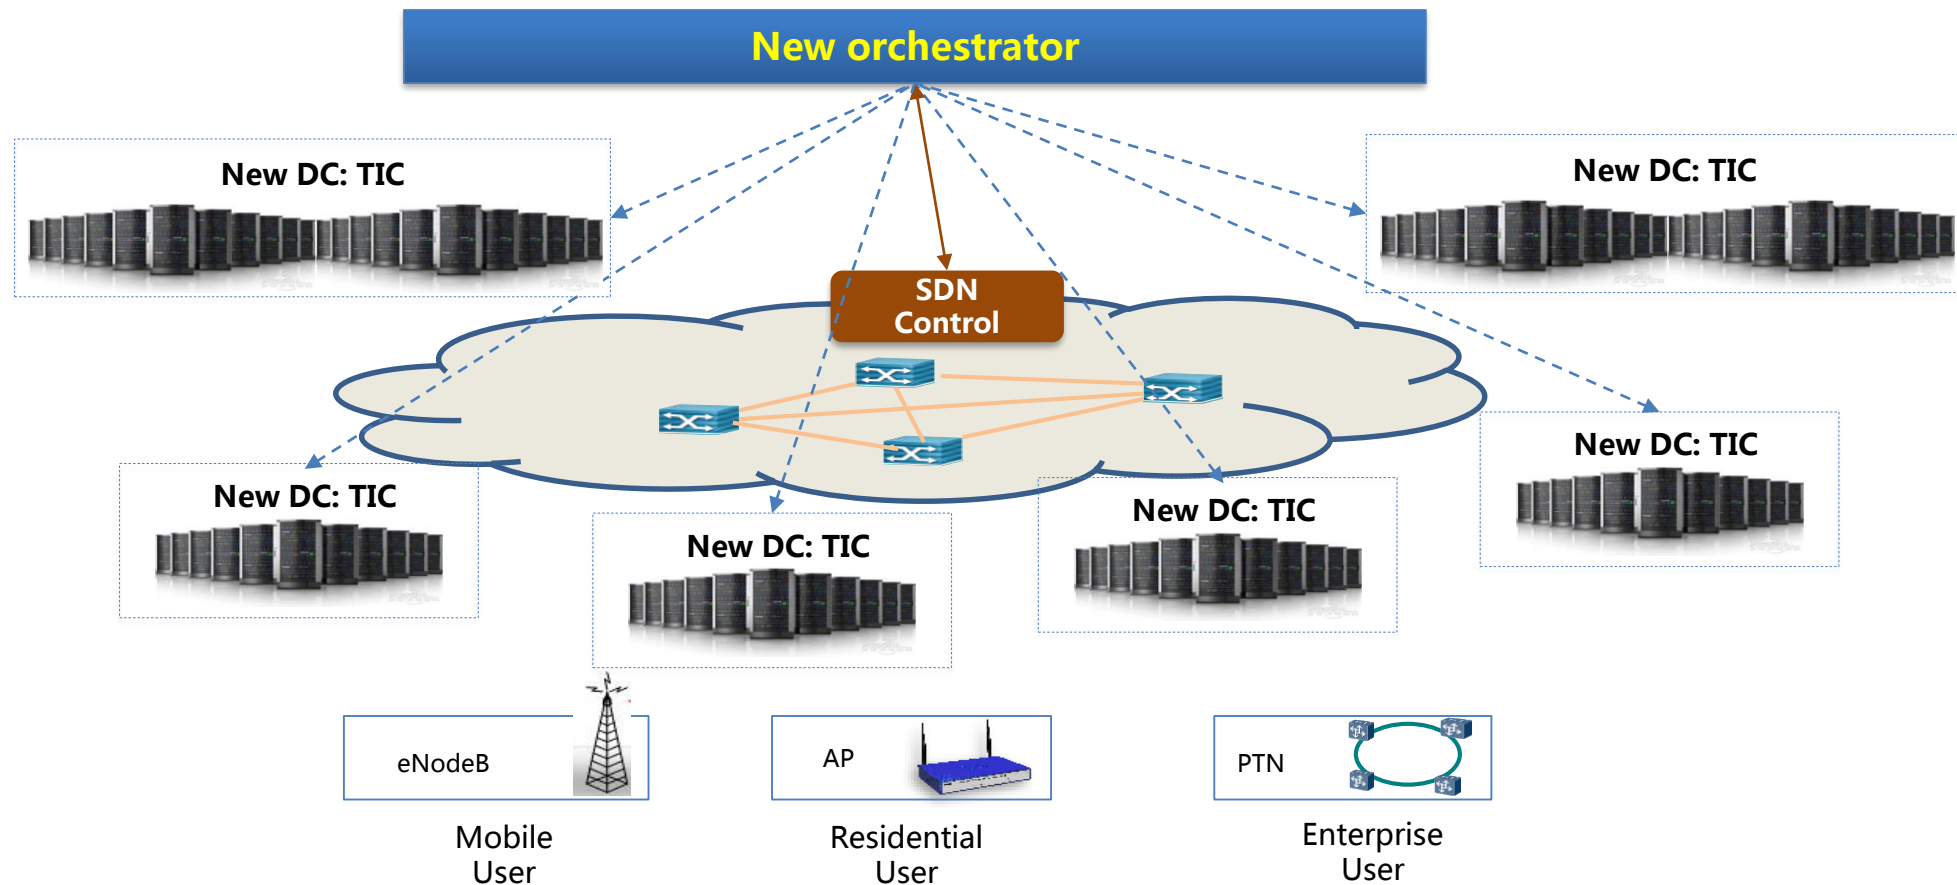 New orchestrator
New DC: TIC
New DC: TIC
SDN
Control
New DC: TIC
New DC: TIC
New DC: TIC
New DC: TIC
eNodeB
AP
PTN
Mobile
User
Residential
User
Enterprise
User